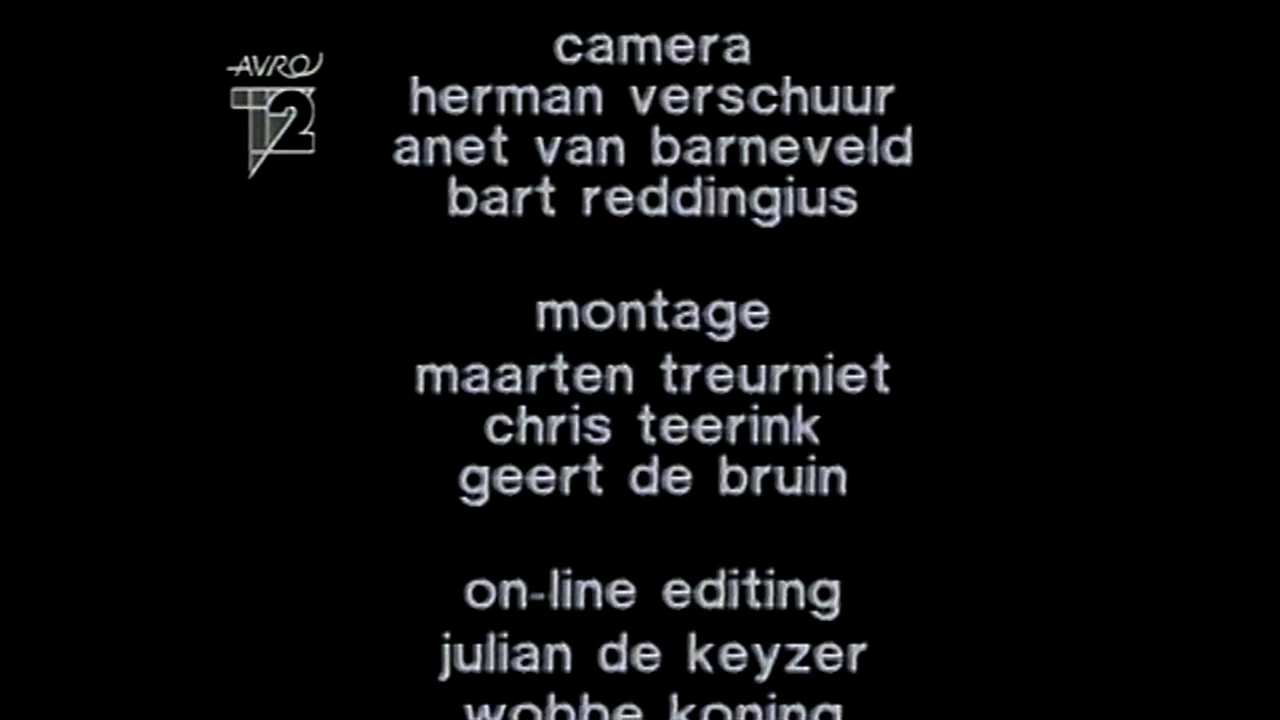 AVRO
T2
camera
herman verschuur
anet van barneveld
bart reddingius
montage
maarten treurniet
chris teerink
geert de bruin
on-line editing
julian de keyzer
wobbe koning